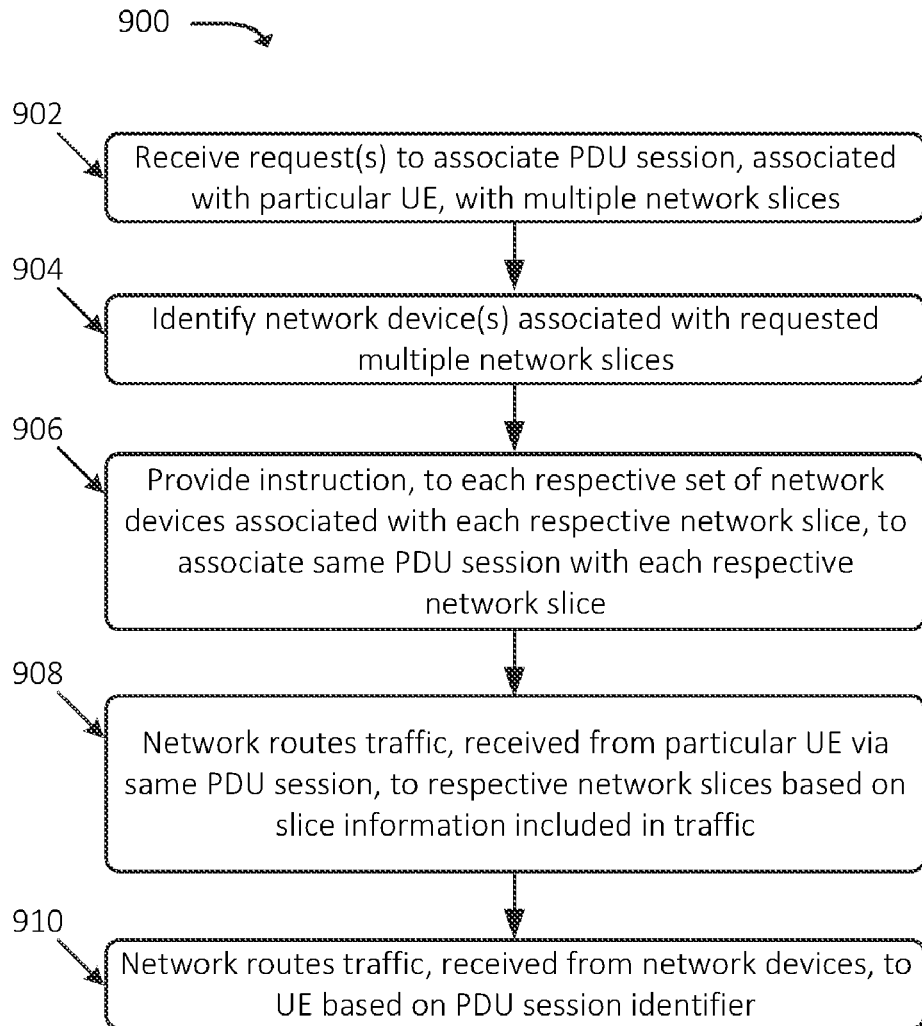 900
902
Receive request(s) to associate PDU session, associated
with particular UE, with multiple network slices
904
Identify network device(s) associated with requested
multiple network slices
906
Provide instruction, to each respective set of network
devices associated with each respective network slice, to
associate same PDU session with each respective
network slice
908
Network routes traffic, received from particular UE via
same PDU session, to respective network slices based on
slice information included in traffic
910
Network routes traffic, received from network devices, to
UE based on PDU session identifier